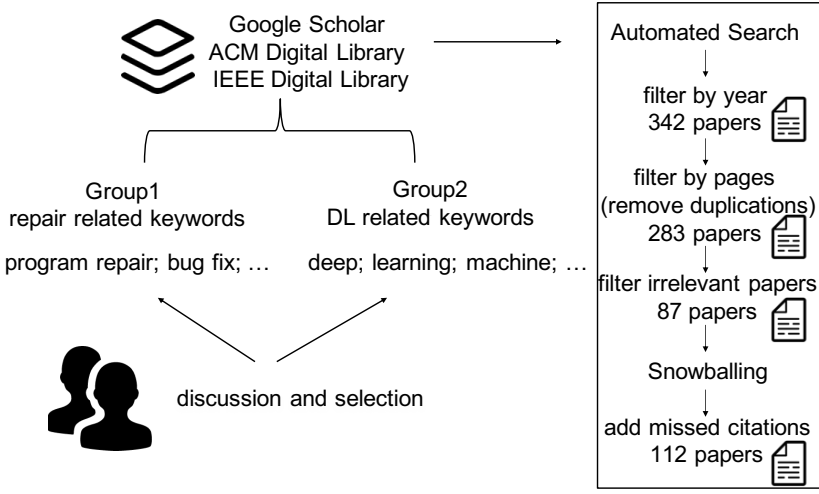 Google Scholar
ACM Digital Library
IEEE Digital Library
Group1
repair related keywords
program repair; bug fix; …
Group2
DL related keywords
deep; learning; machine; …
discussion and selection
Automated Search
filter by year
342 papers
filter by pages
(remove duplications)
283 papers
filter irrelevant papers
87 papers
Snowballing
add missed citations
112 papers